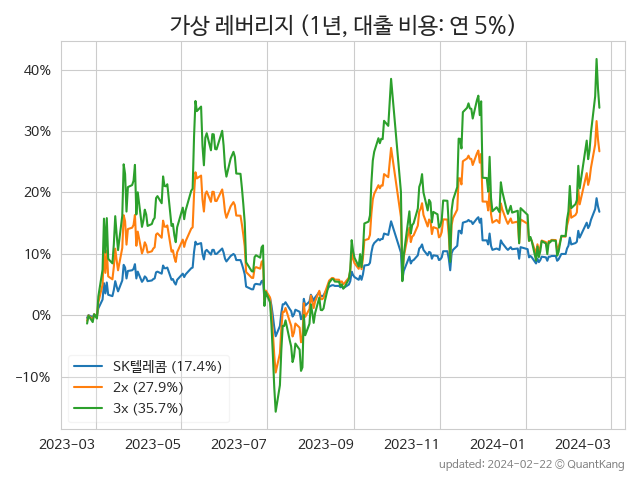 가상 레버리지 (1년, 대출 비용: 연 5%)
40%
30%
20%
10%
0%
−10%
SK텔레콤 (17.4%)
2x (27.9%)
3x (35.7%)
2023-03 2023-05 2023-07 2023-09 2023-11 2024-01 2024-03
updated: 2024-02-22 © QuantKang